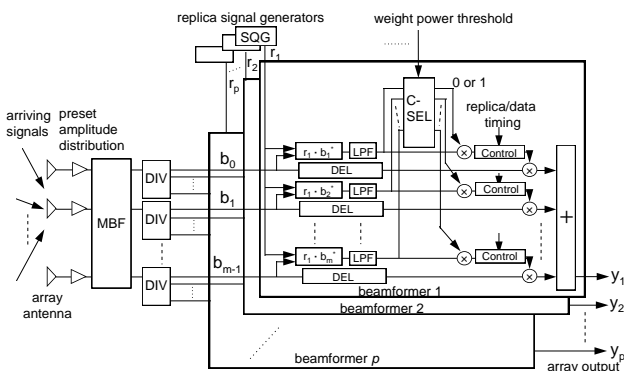 replica signal generators
weight power threshold
SQG
r1
r2
rp
C-
SEL
0 or 1
replica/data
timing
arriving
signals
preset
amplitude
distribution
MBF
DIV
DIV
DIV
b0
b1
bm-1
r1 · b1*
LPF
Control
DEL
r1 · b2*
LPF
Control
DEL
r1 · bm*
LPF
Control
DEL
+
array
antenna
beamformer 1
beamformer 2
beamformer p
y1
y2
yp
array output